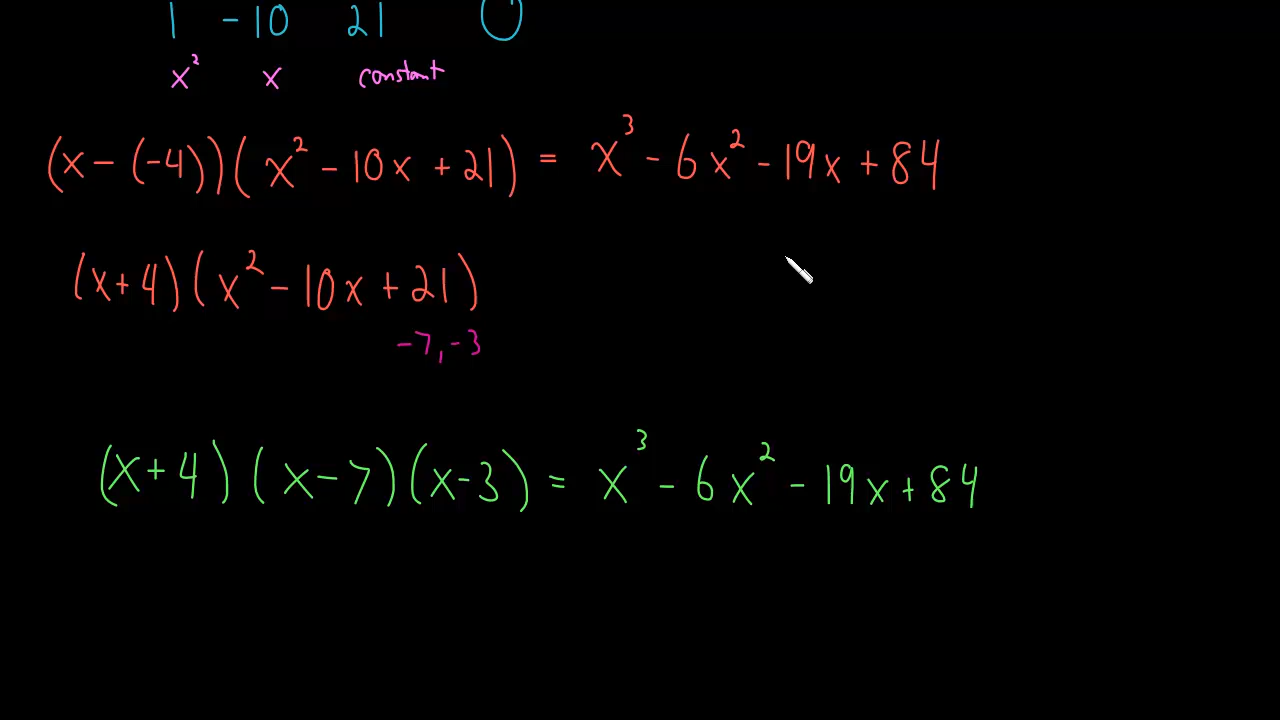 1 -10 21 0
x² x constant
(x - (-4))(x² - 10x + 21) = x³ - 6x² - 19x + 84
(x + 4)(x² - 10x + 21)
-7, -3
(x + 4)(x - 7)(x - 3) = x³ - 6x² - 19x + 84